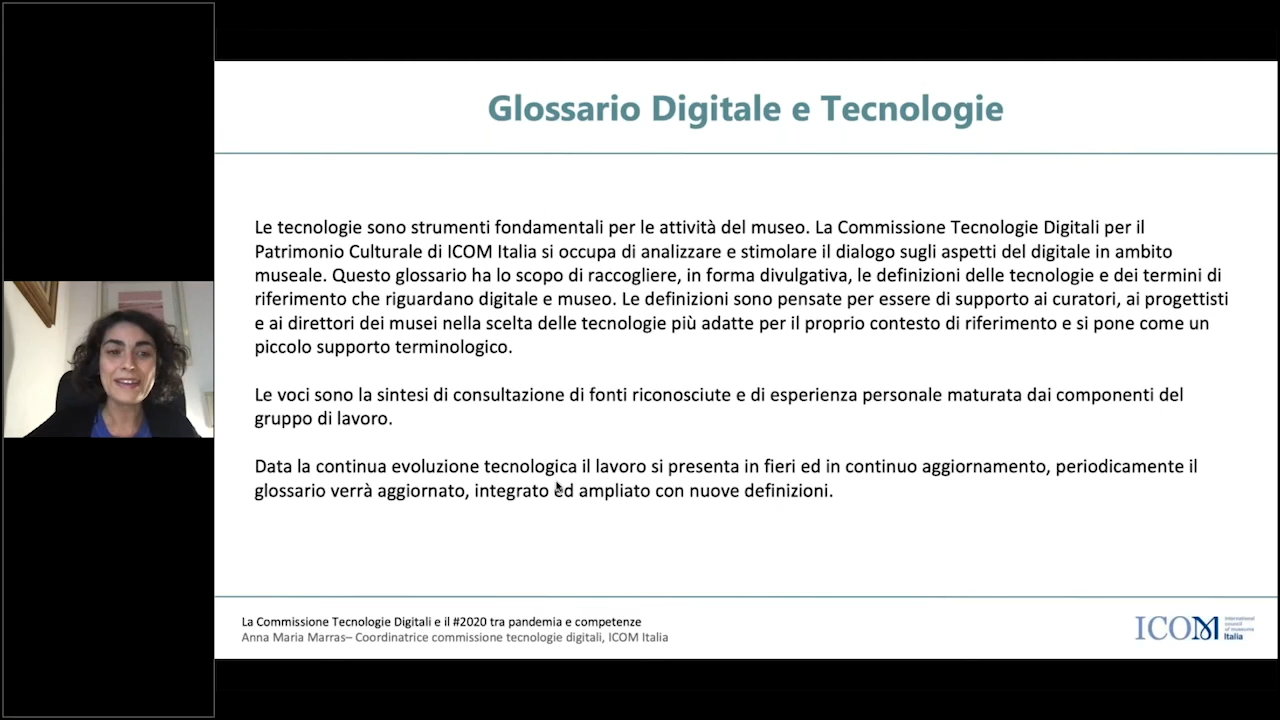 Glossario Digitale e Tecnologie
Le tecnologie sono strumenti fondamentali per le attività del museo. La Commissione Tecnologie Digitali per il
Patrimonio Culturale di ICOM Italia si occupa di analizzare e stimolare il dialogo sugli aspetti del digitale in ambito
museale. Questo glossario ha lo scopo di raccogliere, in forma divulgativa, le definizioni delle tecnologie e dei termini di
riferimento che riguardano digitale e museo. Le definizioni sono pensate per essere di supporto ai curatori, ai progettisti
e ai direttori dei musei nella scelta delle tecnologie più adatte per il proprio contesto di riferimento e si pone come un
piccolo supporto terminologico.
Le voci sono la sintesi di consultazione di fonti riconosciute e di esperienza personale maturata dai componenti del
gruppo di lavoro.
Data la continua evoluzione tecnologica il lavoro si presenta in fieri ed in continuo aggiornamento, periodicamente il
glossario verrà aggiornato, integrato ed ampliato con nuove definizioni.
La Commissione Tecnologie Digitali e il #2020 tra pandemia e competenze
Anna Maria Marras– Coordinatrice commissione tecnologie digitali, ICOM Italia
ICOM
international
council
of museums
Italia